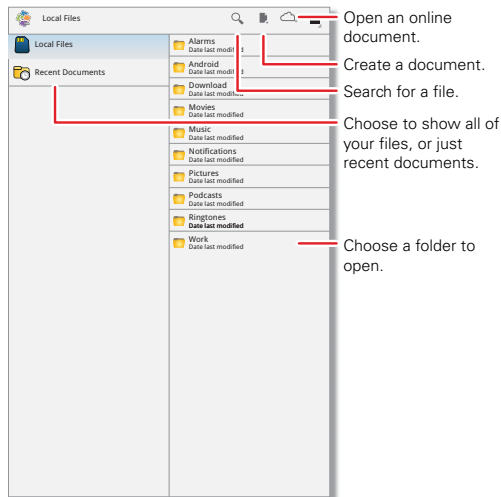 Local Files
Local Files
Recent Documents
Alarms
Date last modified
Android
Date last modified
Download
Date last modified
Movies
Date last modified
Music
Date last modified
Notifications
Date last modified
Pictures
Date last modified
Podcasts
Date last modified
Ringtones
Date last modified
Work
Date last modified
Open an online
document.
Create a document.
Search for a file.
Choose to show all of
your files, or just
recent documents.
Choose a folder to
open.